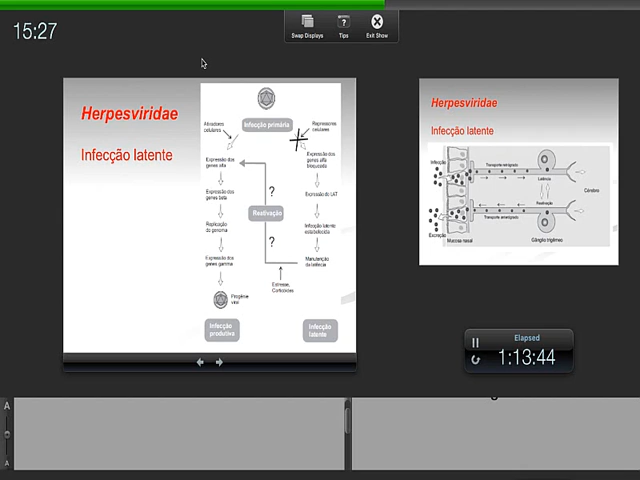 15:27
Swap Displays
Tips
Exit Show
Herpesviridae
Infecção latente
Infecção primária
Ativadores
celulares
Repressores
celulares
Expressão dos
genes alfa
Expressão dos
genes alfa
bloqueada
?
Expressão dos
genes beta
Expressão do LAT
Reativação
Replicação
do genoma
Infecção latente
estabelecida
?
Expressão dos
genes gama
Manutenção
da latência
Estresse,
Corticóides
Progênie
viral
Infecção
produtiva
Infecção
latente
Herpesviridae
Infecção latente
Infecção
Transporte retrógrado
Latência
Cérebro
Reativação
Transporte anterógrado
Excreção
Mucosa nasal
Gânglio trigêmeo
Elapsed
1:13:44
A
A